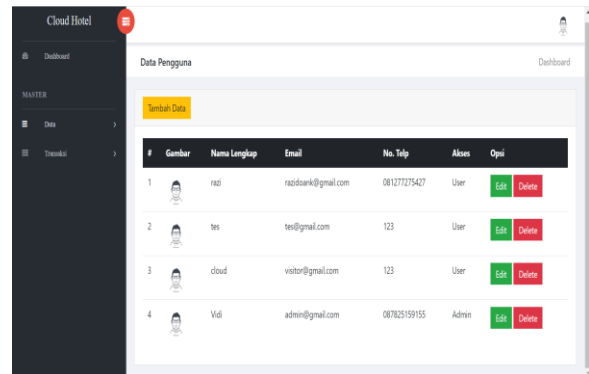 Cloud Hotel
Dashboard
MASTER
Data
Transaksi
Data Pengguna
Dashboard
Tambah Data
# Gambar Nama Lengkap Email No. Telp Akses Opsi
1 razi razidoank@gmail.com 081277275427 User Edit Delete
2 tes tes@gmail.com 123 User Edit Delete
3 cloud visitor@gmail.com 123 User Edit Delete
4 Vidi admin@gmail.com 087825159155 Admin Edit Delete